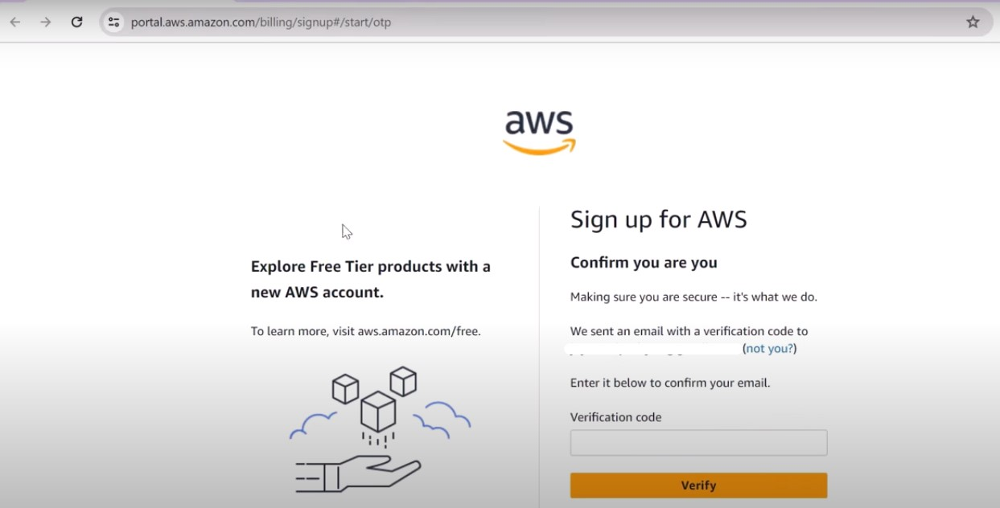 portal.aws.amazon.com/billing/signup#/start/otp
aws
Explore Free Tier products with a
new AWS account.
To learn more, visit aws.amazon.com/free.
Sign up for AWS
Confirm you are you
Making sure you are secure -- it's what we do.
We sent an email with a verification code to
(not you?)
Enter it below to confirm your email.
Verification code
Verify